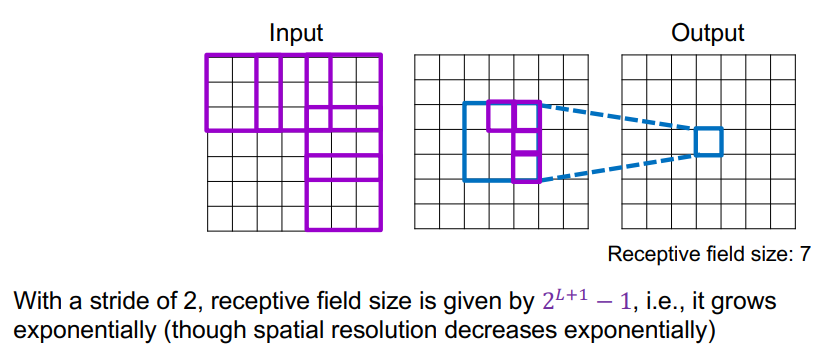 Input
Output
Receptive field size: 7
With a stride of 2, receptive field size is given by 2^{L+1} − 1, i.e., it grows
exponentially (though spatial resolution decreases exponentially)